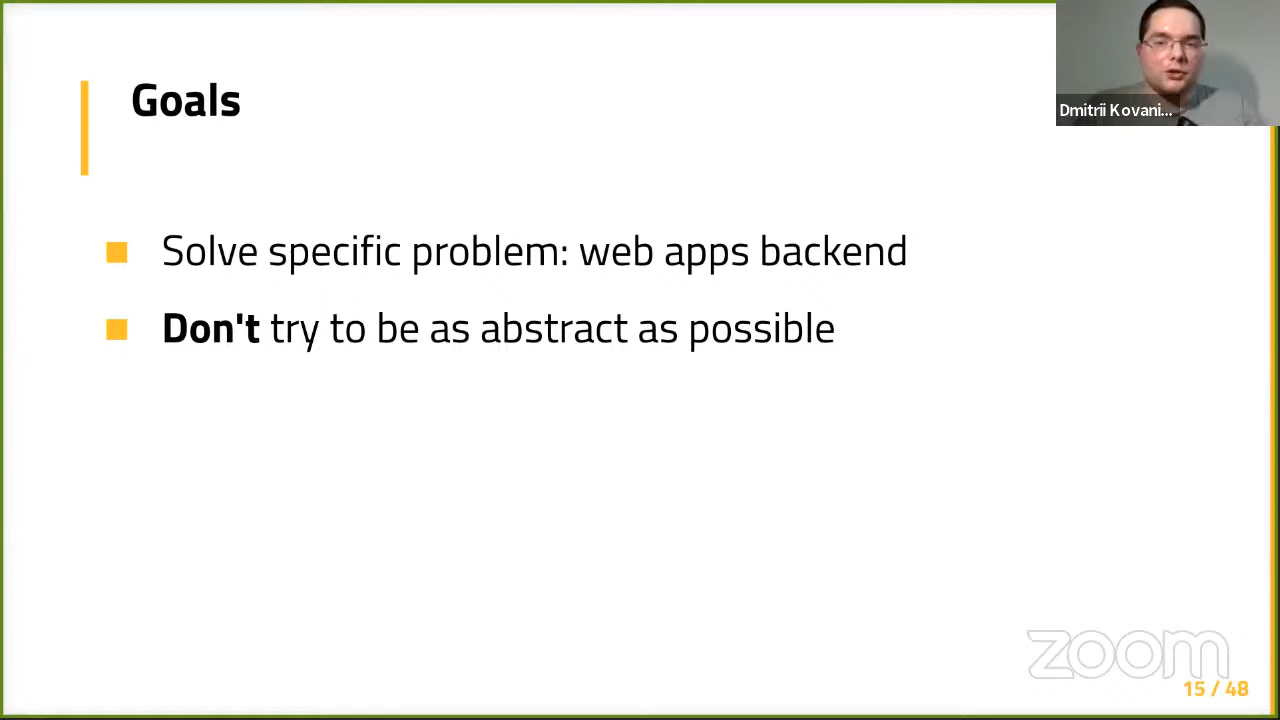 Goals
Dmitrii Kovani...
Solve specific problem: web apps backend
Don't try to be as abstract as possible
zoom
15 / 48